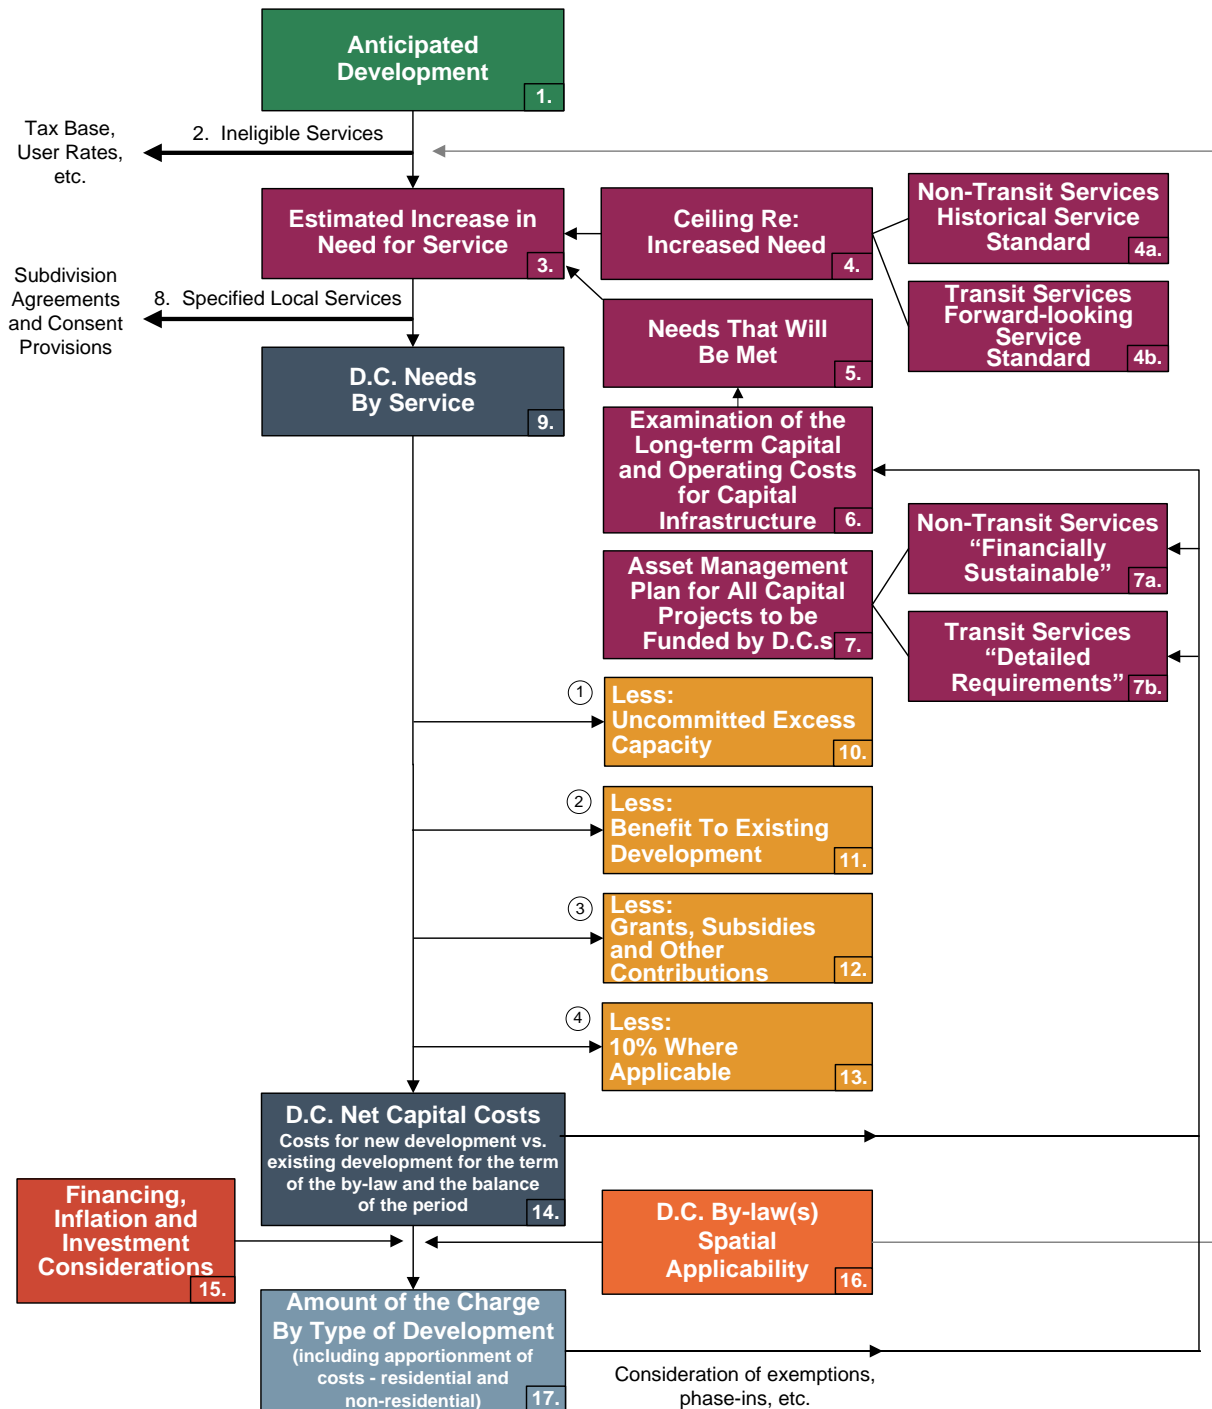 Anticipated
Development
1.
Tax Base,
User Rates,
etc.
2.  Ineligible Services
Estimated Increase in
Need for Service
3.
Ceiling Re:
Increased Need
4.
Non-Transit Services
Historical Service
Standard
4a.
Transit Services
Forward-looking
Service
Standard
4b.
Subdivision
Agreements
and Consent
Provisions
8.  Specified Local Services
Needs That Will
Be Met
5.
D.C. Needs
By Service
9.
Examination of the
Long-term Capital
and Operating Costs
for Capital
Infrastructure
6.
Non-Transit Services
“Financially
Sustainable”
7a.
Asset Management
Plan for All Capital
Projects to be
Funded by D.C.s
7.
Transit Services
“Detailed
Requirements”
7b.
1
Less:
Uncommitted Excess
Capacity
10.
2
Less:
Benefit To Existing
Development
11.
3
Less:
Grants, Subsidies
and Other
Contributions
12.
4
Less:
10% Where
Applicable
13.
D.C. Net Capital Costs
Costs for new development vs.
existing development for the term
of the by-law and the balance
of the period
14.
Financing,
Inflation and
Investment
Considerations
15.
D.C. By-law(s)
Spatial
Applicability
16.
Amount of the Charge
By Type of Development
(including apportionment of
costs - residential and
non-residential)
17.
Consideration of exemptions,
phase-ins, etc.